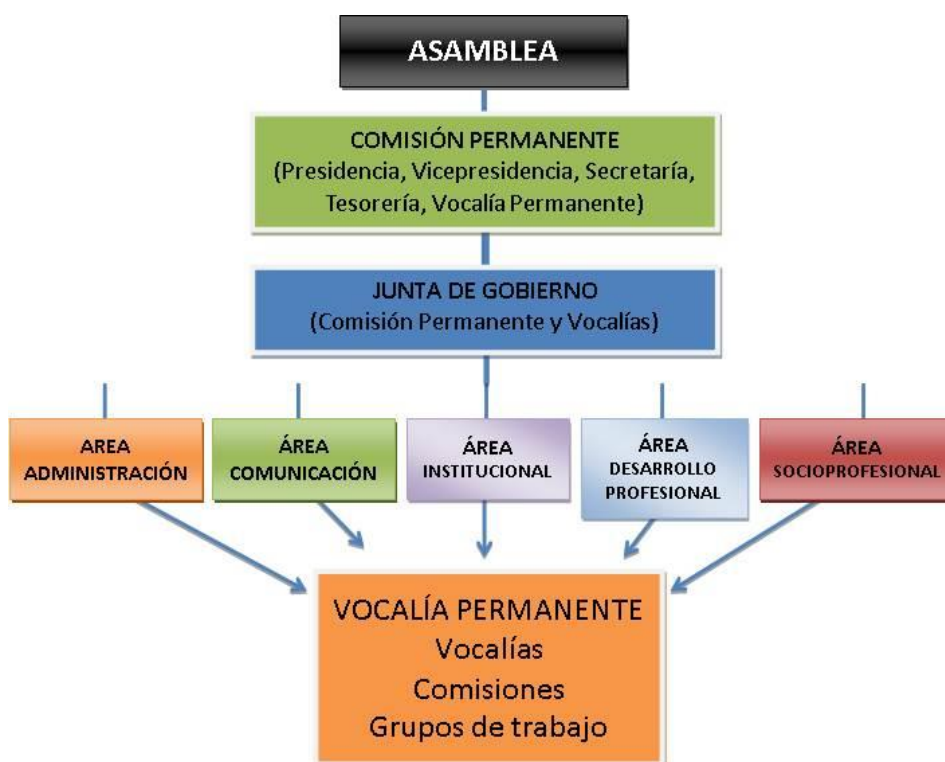 ASAMBLEA
COMISIÓN PERMANENTE
(Presidencia, Vicepresidencia, Secretaría,
Tesorería, Vocalía Permanente)
JUNTA DE GOBIERNO
(Comisión Permanente y Vocalías)
AREA
ADMINISTRACIÓN
ÁREA
COMUNICACIÓN
ÁREA
INSTITUCIONAL
ÁREA
DESARROLLO
PROFESIONAL
ÁREA
SOCIOPROFESIONAL
VOCALÍA PERMANENTE
Vocalías
Comisiones
Grupos de trabajo